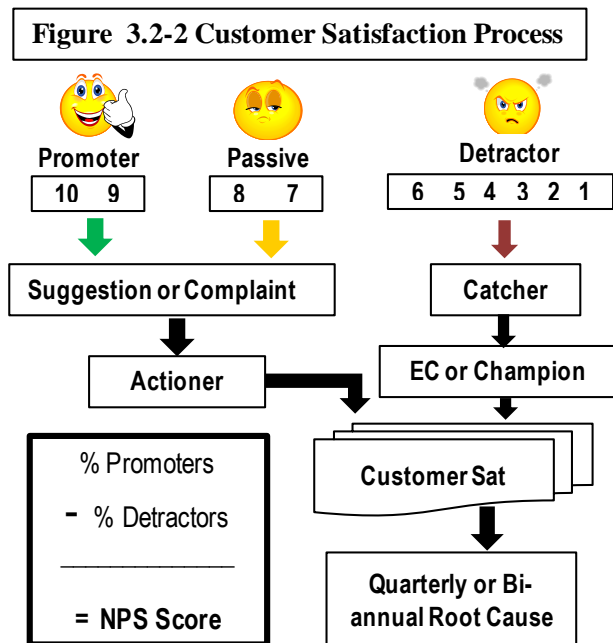 Figure 3.2-2 Customer Satisfaction Process
Promoter
Passive
Detractor
10 9
8 7
6 5 4 3 2 1
Suggestion or Complaint
Catcher
Actioner
EC or Champion
% Promoters
- % Detractors
= NPS Score
Customer Sat
Quarterly or Bi-
annual Root Cause